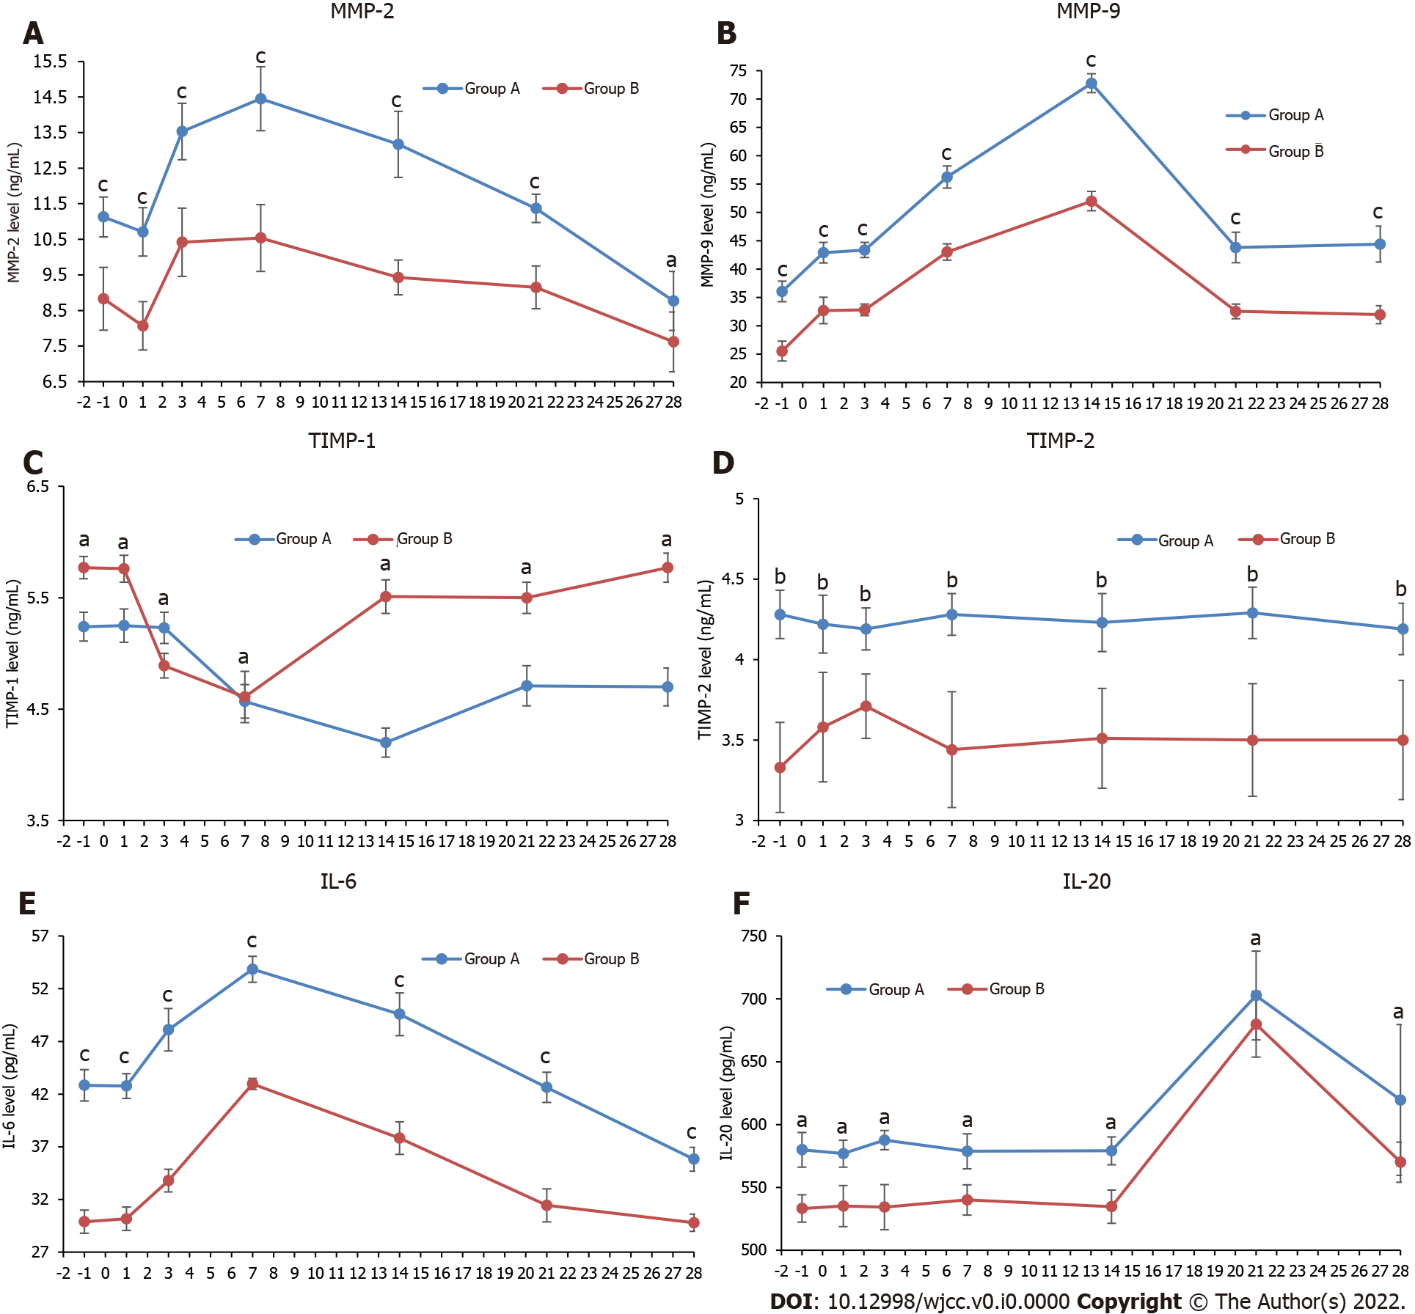 MMP-2
A
15.5
14.5
13.5
12.5
11.5
10.5
9.5
8.5
7.5
6.5
MMP-2 level (ng/mL)
Group A
Group B
c c c c c c a
-2 -1 0 1 3 4 5 6 7 8 9 10 11 12 13 14 15 16 17 18 19 20 21 22 23 24 25 26 27 28
MMP-9
B
75
70
65
60
55
50
45
40
35
30
25
20
MMP-9 level (ng/mL)
Group A
Group B
c c c c c c c
-2 -1 0 1 2 3 4 5 6 7 8 9 10 11 12 13 14 15 16 17 18 19 20 21 22 23 24 25 26 27 28
TIMP-1
C
6.5
5.5
4.5
3.5
TIMP-1 level (ng/mL)
Group A
Group B
a a a a a a a
-2 -1 0 1 2 3 4 5 6 7 8 9 10 11 12 13 14 15 16 17 18 19 20 21 22 23 24 25 26 27 28
TIMP-2
D
5
4.5
4
3.5
3
TIMP-2 level (ng/mL)
Group A
Group B
b b b b b b b
-2 -1 0 1 2 3 4 5 6 7 8 9 10 11 12 13 14 15 16 17 18 19 20 21 22 23 24 25 26 27 28
IL-6
E
57
52
47
42
37
32
27
IL-6 level (pg/mL)
Group A
Group B
c c c c c c c
-2 -1 0 1 2 3 4 5 6 7 8 9 10 11 12 13 14 15 16 17 18 19 20 21 22 23 24 25 26 27 28
IL-20
F
750
700
650
600
550
500
IL-20 level (pg/mL)
Group A
Group B
a a a a a a a
-2 -1 0 1 2 3 4 5 6 7 8 9 10 11 12 13 14 15 16 17 18 19 20 21 22 23 24 25 26 27 28
DOI: 10.12998/wjcc.v0.i0.0000 Copyright © The Author(s) 2022.